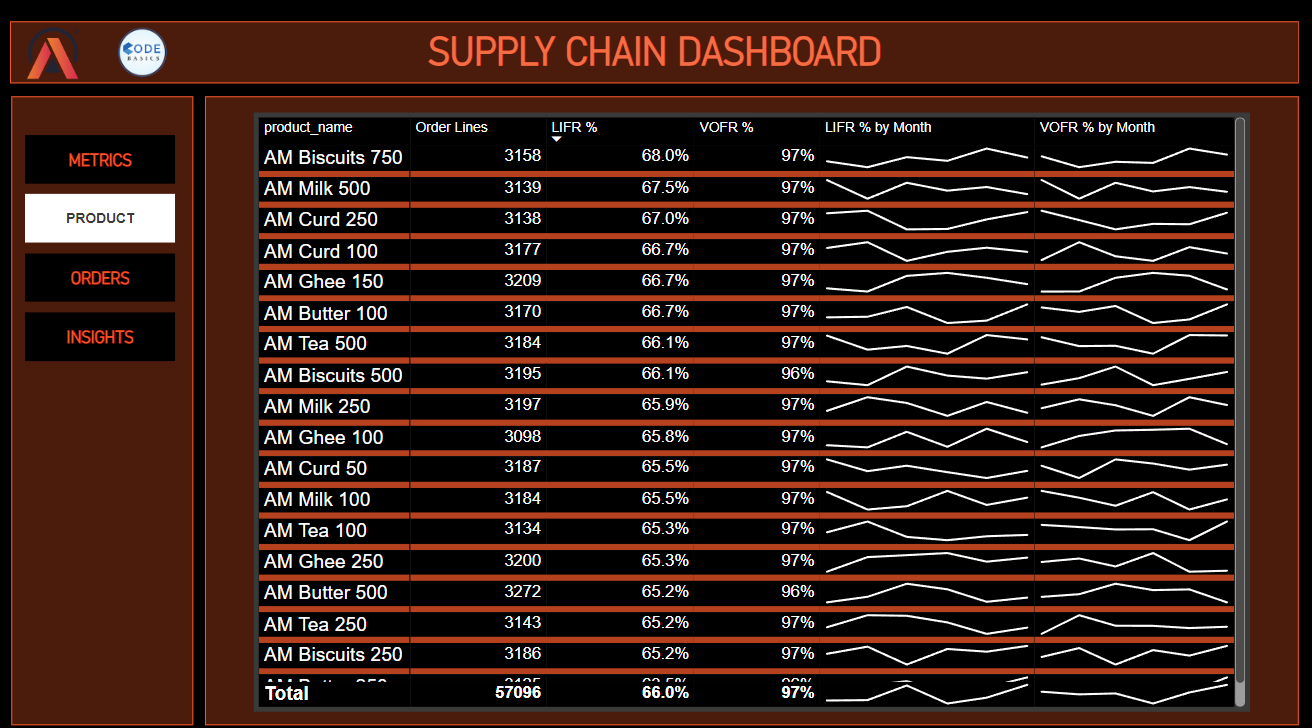 CODE
BASICS
SUPPLY CHAIN DASHBOARD
METRICS
PRODUCT
ORDERS
INSIGHTS
product_name Order Lines LIFR % VOFR % LIFR % by Month VOFR % by Month
AM Biscuits 750 3158 68.0% 97%
AM Milk 500 3139 67.5% 97%
AM Curd 250 3138 67.0% 97%
AM Curd 100 3177 66.7% 97%
AM Ghee 150 3209 66.7% 97%
AM Butter 100 3170 66.7% 97%
AM Tea 500 3184 66.1% 97%
AM Biscuits 500 3195 66.1% 96%
AM Milk 250 3197 65.9% 97%
AM Ghee 100 3098 65.8% 97%
AM Curd 50 3187 65.5% 97%
AM Milk 100 3184 65.5% 97%
AM Tea 100 3134 65.3% 97%
AM Ghee 250 3200 65.3% 97%
AM Butter 500 3272 65.2% 96%
AM Tea 250 3143 65.2% 97%
AM Biscuits 250 3186 65.2% 97%
Total 57096 66.0% 97%